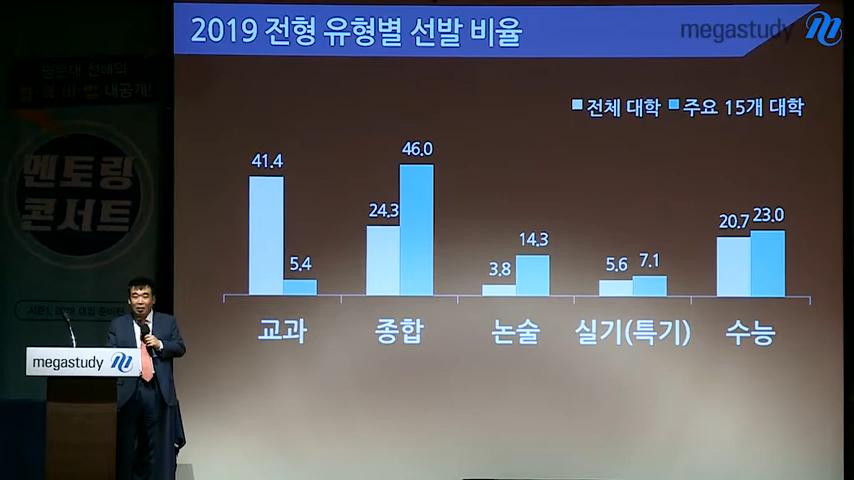 2019 전형 유형별 선발 비율
megastudy
전체 대학 주요 15개 대학
41.4 5.4
24.3 46.0
3.8 14.3
5.6 7.1
20.7 23.0
교과 종합 논술 실기(특기) 수능
대공개!
멘토링
콘서트
megastudy